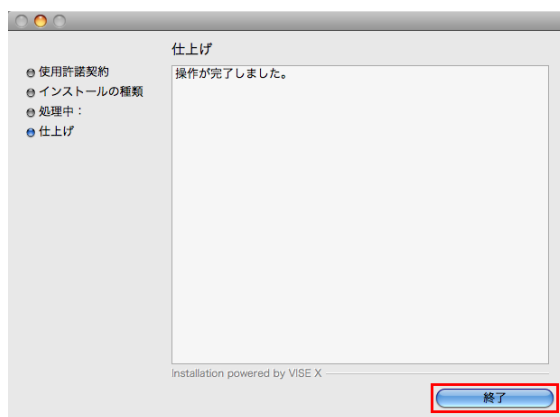 仕上げ
使用許諾契約
インストールの種類
処理中：
仕上げ
操作が完了しました。
Installation powered by VISE X
終了